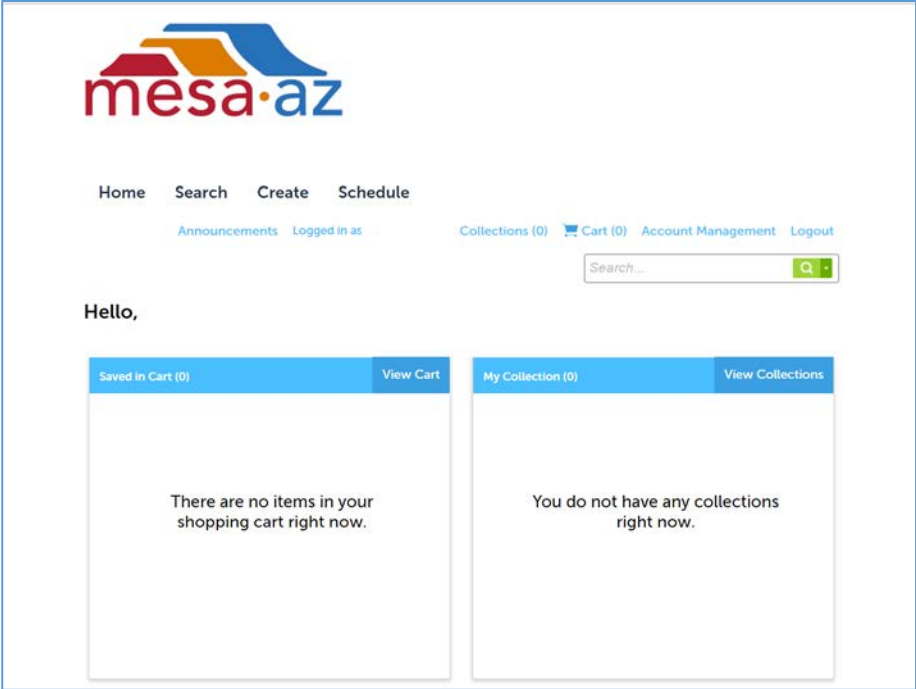 mesa·az
Home Search Create Schedule
Announcements Logged in as Collections (0) Cart (0) Account Management Logout
Search...
Hello,
Saved in Cart (0) View Cart My Collection (0) View Collections
There are no items in your
shopping cart right now.
You do not have any collections
right now.